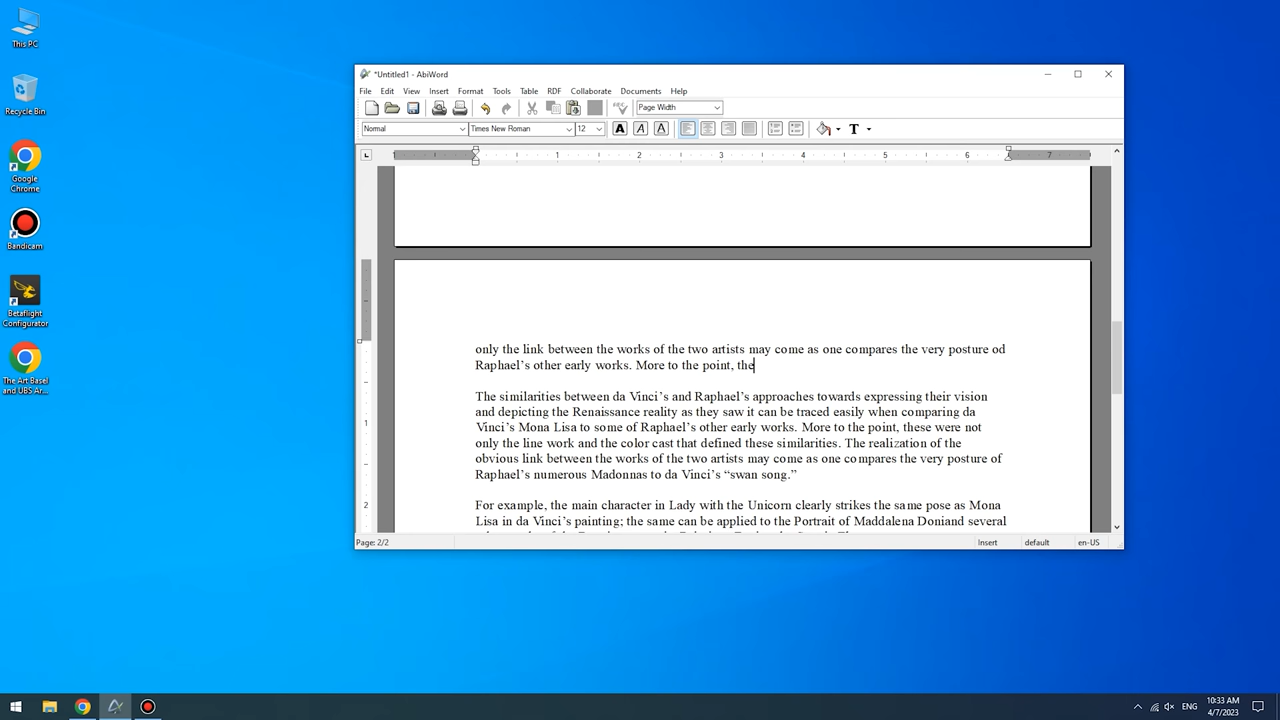 This PC
Recycle Bin
Google
Chrome
Bandicam
Betaflight
Configurator
The Art Basel
and UBS Ar...
*Untitled1 - AbiWord
File Edit View Insert Format Tools Table RDF Collaborate Documents Help
Page Width
Normal Times New Roman 12 A A A T
1 1 2 3 4 5 6 7
only the link between the works of the two artists may come as one compares the very posture od
Raphael’s other early works. More to the point, the
The similarities between da Vinci’s and Raphael’s approaches towards expressing their vision
and depicting the Renaissance reality as they saw it can be traced easily when comparing da
Vinci’s Mona Lisa to some of Raphael’s other early works. More to the point, these were not
only the line work and the color cast that defined these similarities. The realization of the
obvious link between the works of the two artists may come as one compares the very posture of
Raphael’s numerous Madonnas to da Vinci’s “swan song.”
For example, the main character in Lady with the Unicorn clearly strikes the same pose as Mona
Lisa in da Vinci’s painting; the same can be applied to the Portrait of Maddalena Doniand several
1
2
Page: 2/2 Insert default en-US
ENG
10:33 AM
4/7/2023